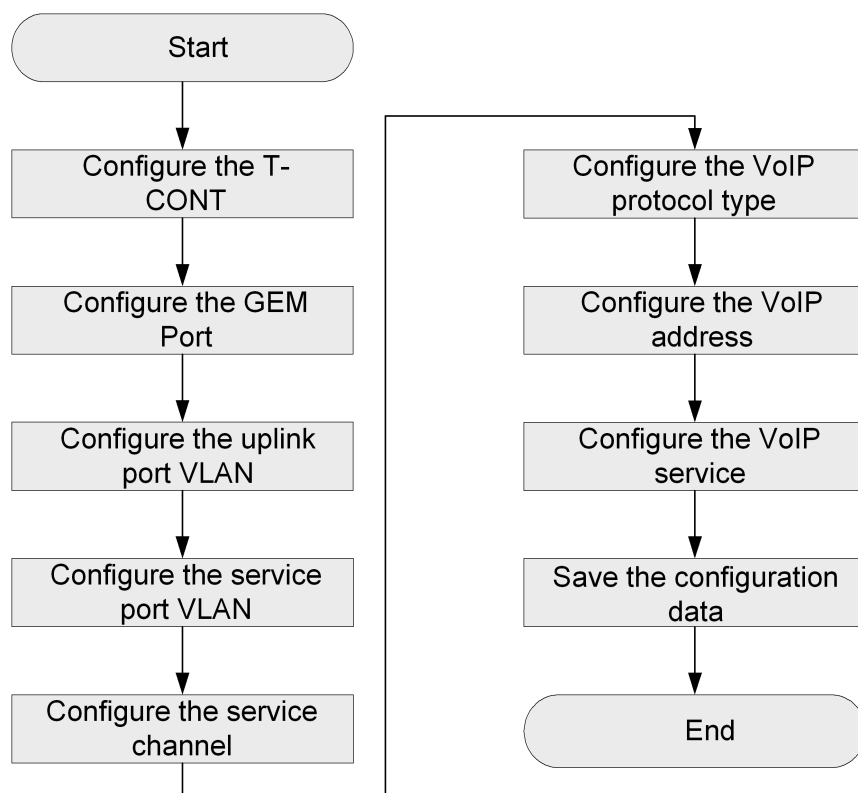 Start
Configure the T-
CONT
Configure the GEM
Port
Configure the uplink
port VLAN
Configure the service
port VLAN
Configure the service
channel
Configure the VoIP
protocol type
Configure the VoIP
address
Configure the VoIP
service
Save the configuration
data
End